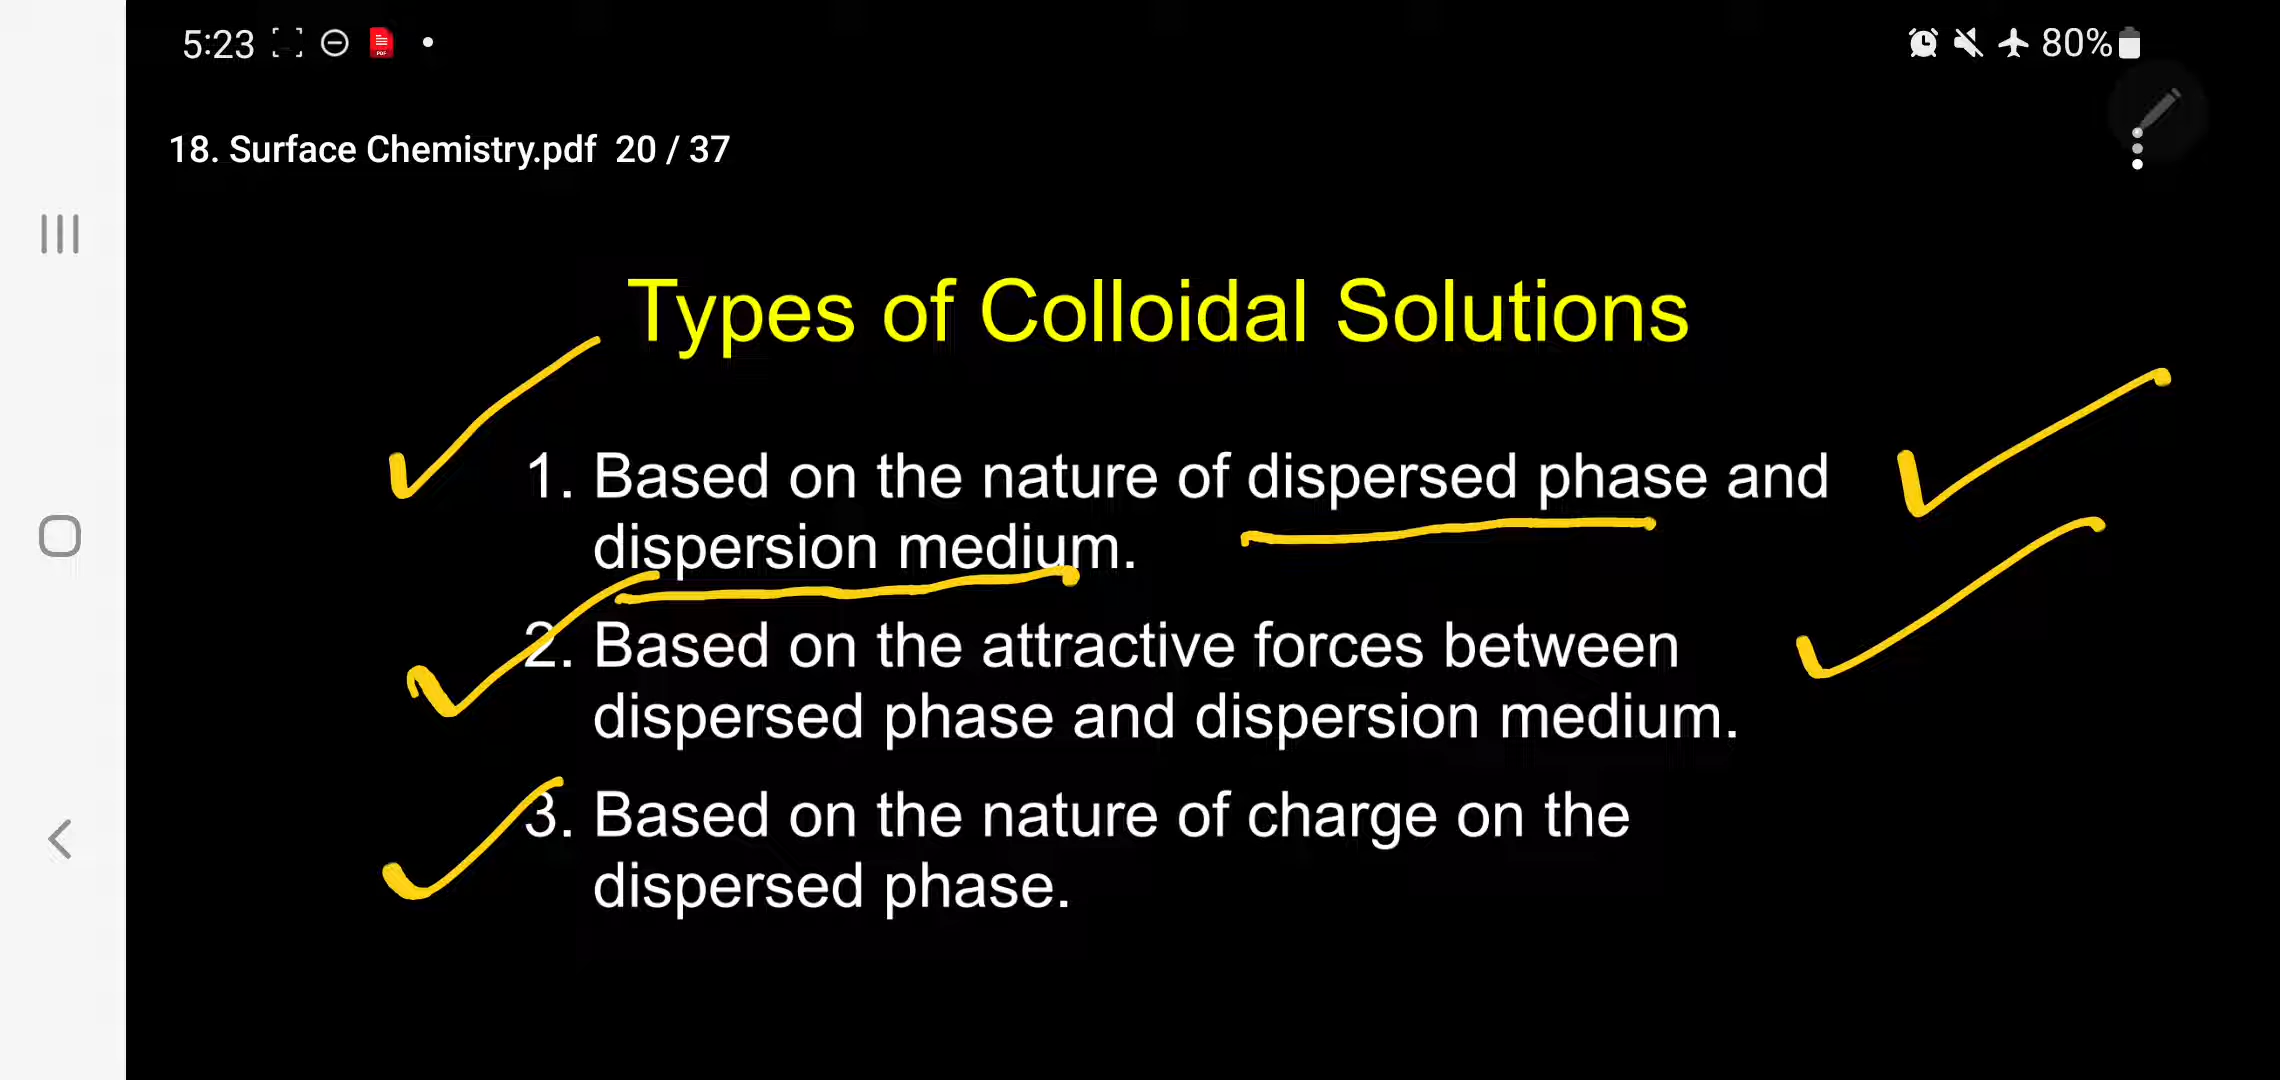 5:23
80%
18. Surface Chemistry.pdf 20 / 37
Types of Colloidal Solutions
1. Based on the nature of dispersed phase and
dispersion medium.
2. Based on the attractive forces between
dispersed phase and dispersion medium.
3. Based on the nature of charge on the
dispersed phase.